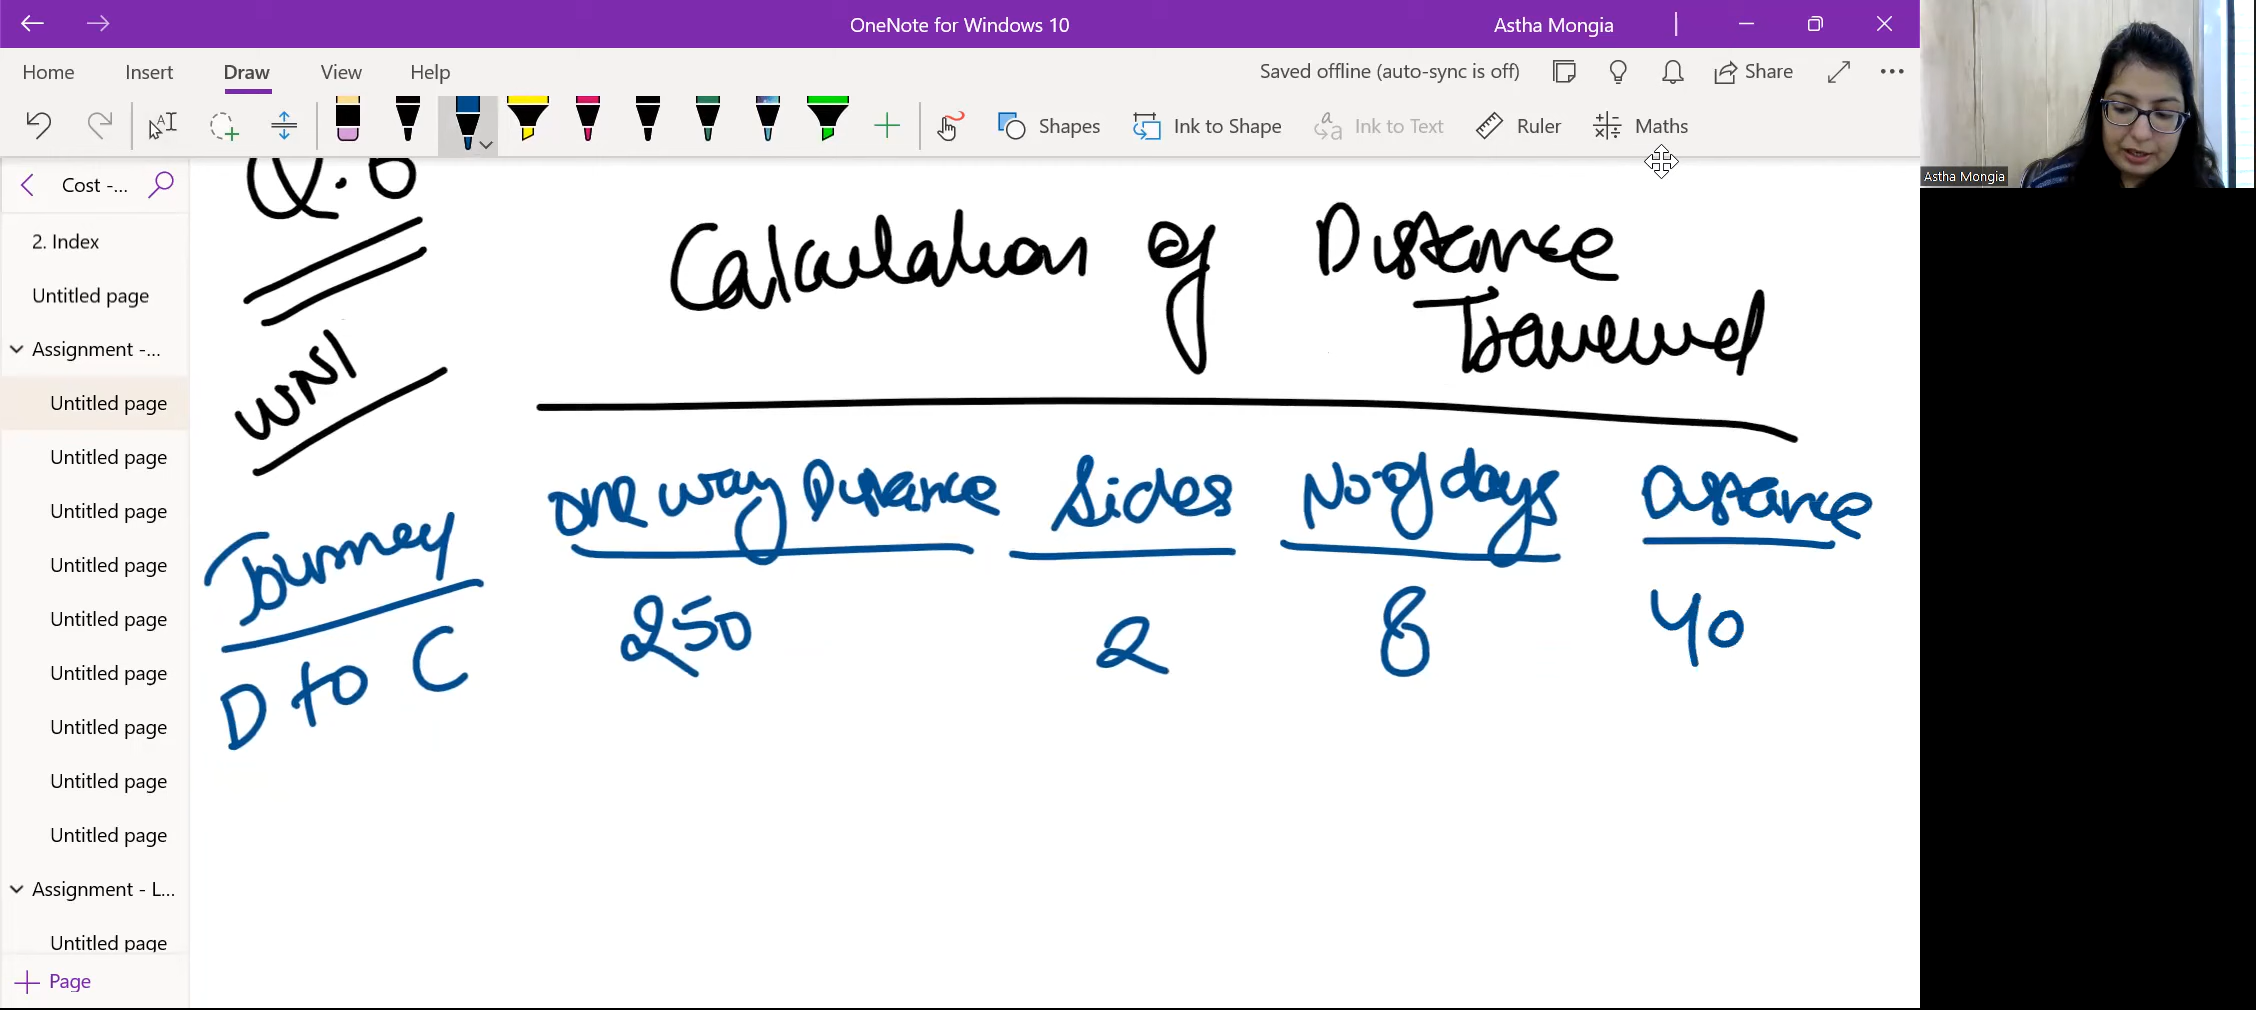 OneNote for Windows 10
Astha Mongia
Home Insert Draw View Help
Saved offline (auto-sync is off)
Share
Shapes
Ink to Shape
Ink to Text
Ruler
Maths
Astha Mongia
Cost -...
2. Index
Untitled page
Assignment -...
Untitled page
Untitled page
Untitled page
Untitled page
Untitled page
Untitled page
Untitled page
Untitled page
Untitled page
Assignment - L...
Untitled page
Page
Calculation of Distance
WN1
one way Distance Sides No. of days Distance
Journey
250 2 8 40
D to C